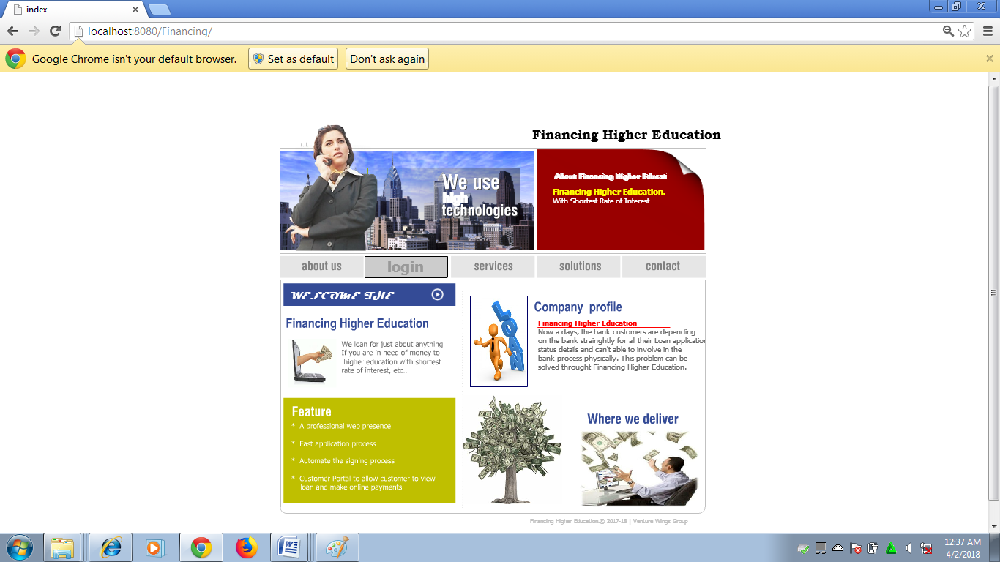 index
localhost:8080/Financing/
Google Chrome isn't your default browser. Set as default Don't ask again
Financing Higher Education
We use
high
technologies
About Financing Higher Educati
Financing Higher Education.
With Shortest Rate of Interest
about us login services solutions contact
WELCOME THE
Financing Higher Education
We loan for just about anything
If you are in need of money to
higher education with shortest
rate of interest, etc..
LOAN
Company profile
Financing Higher Education
Now a days, the bank customers are depending
on the bank strainghtly for all their Loan application
status details and can't able to involve in the
bank process physically. This problem can be
solved throught Financing Higher Education.
Feature
* A professional web presence
* Fast application process
* Automate the signing process
* Customer Portal to allow customer to view
loan and make online payments
Where we deliver
Financing Higher Education.© 2017-18 | Venture Wings Group
12:37 AM
4/2/2018